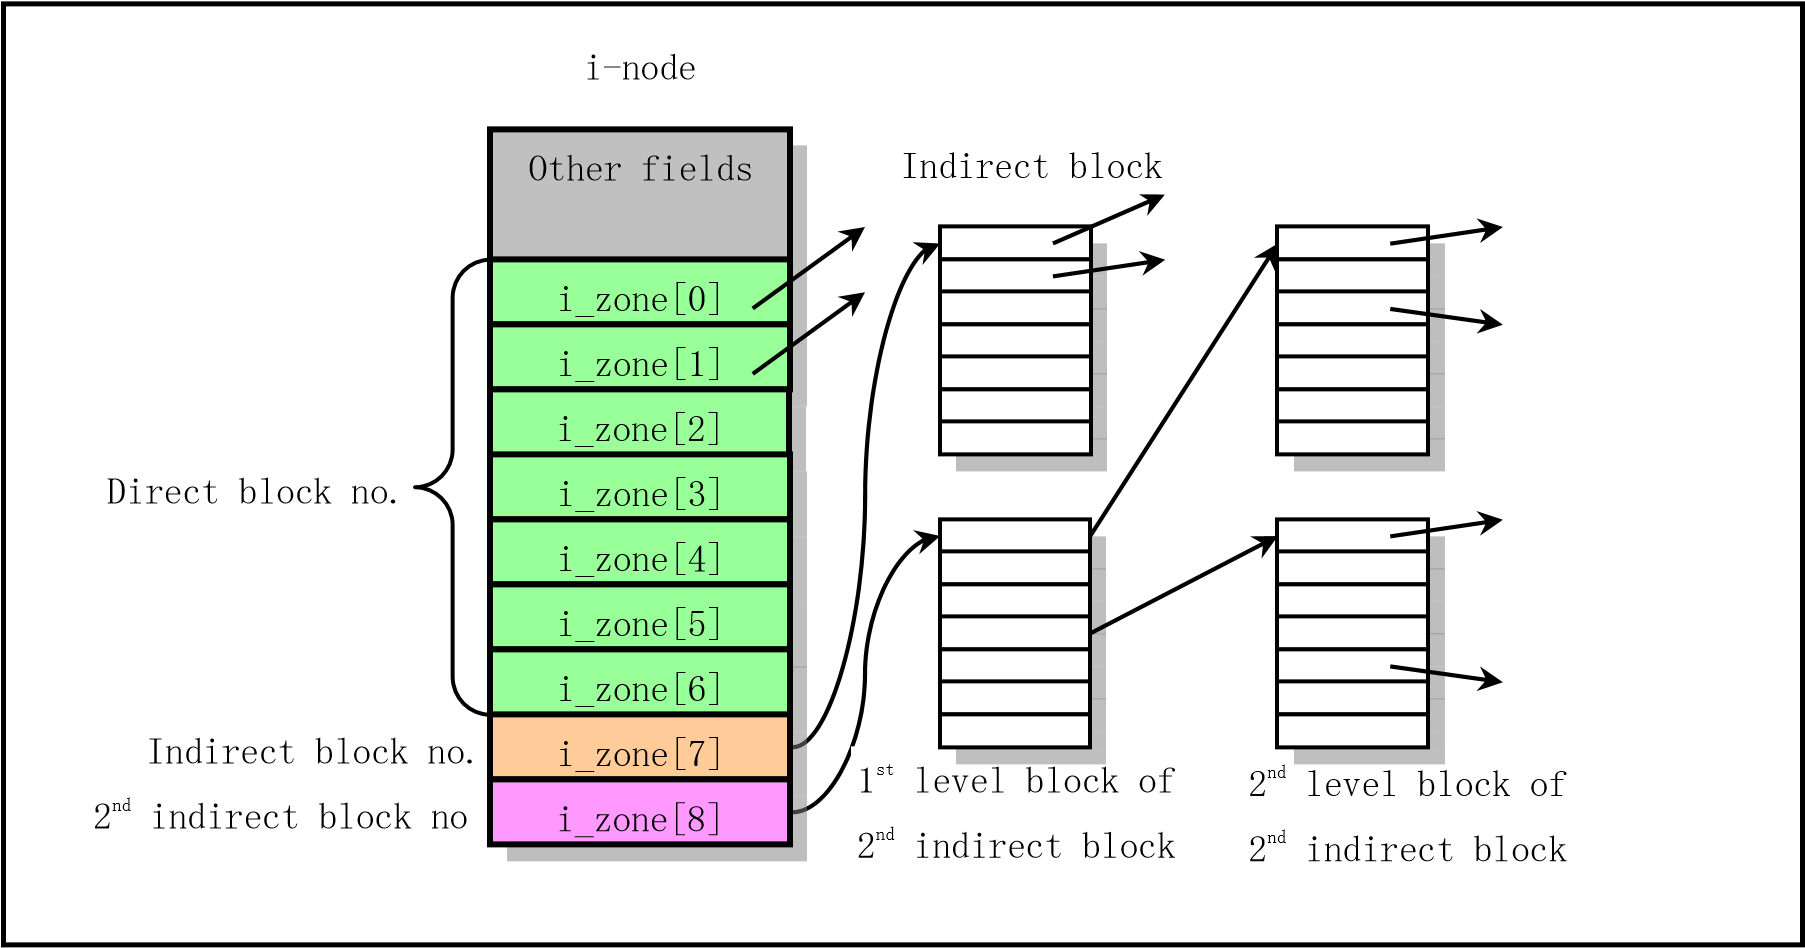 i-node
Other fields
Indirect block
i_zone[0]
i_zone[1]
i_zone[2]
i_zone[3]
Direct block no.
i_zone[4]
i_zone[5]
i_zone[6]
Indirect block no.
i_zone[7]
2nd indirect block no
i_zone[8]
1st level block of
2nd indirect block
2nd level block of
2nd indirect block